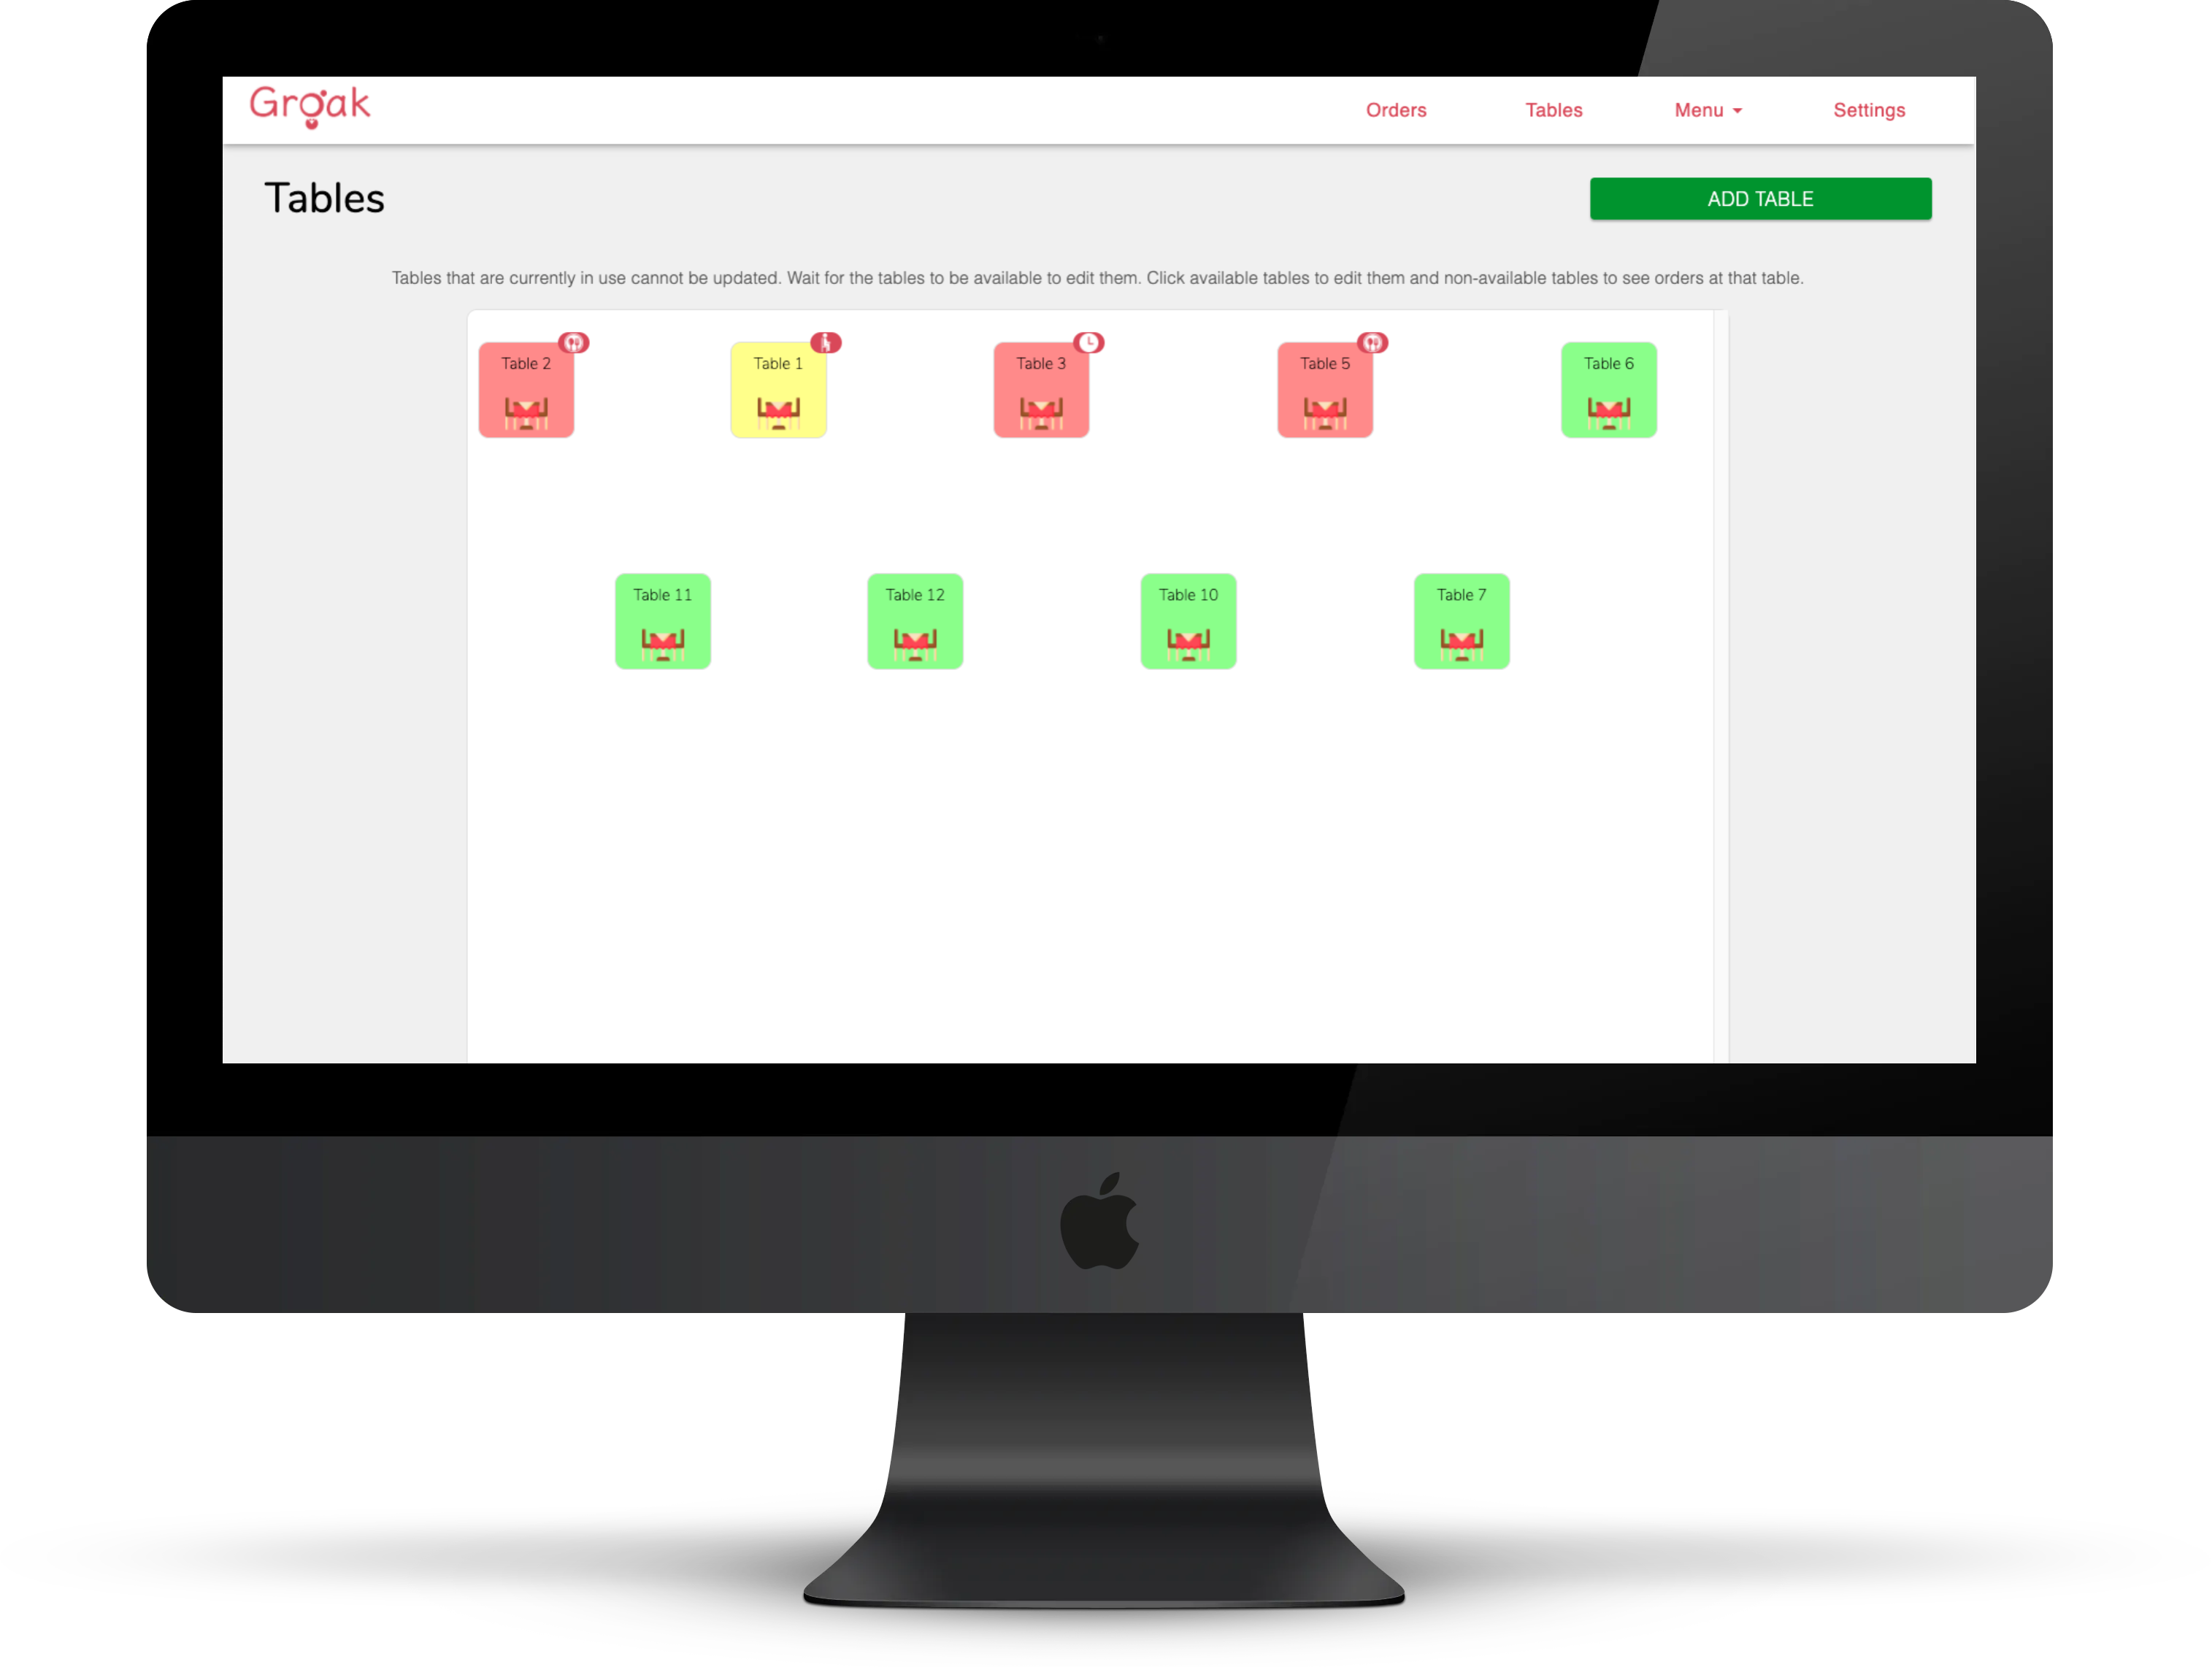 Groak
Orders Tables Menu Settings
Tables
ADD TABLE
Tables that are currently in use cannot be updated. Wait for the tables to be available to edit them. Click available tables to edit them and non-available tables to see orders at that table.
Table 2 Table 1 Table 3 Table 5 Table 6
Table 11 Table 12 Table 10 Table 7